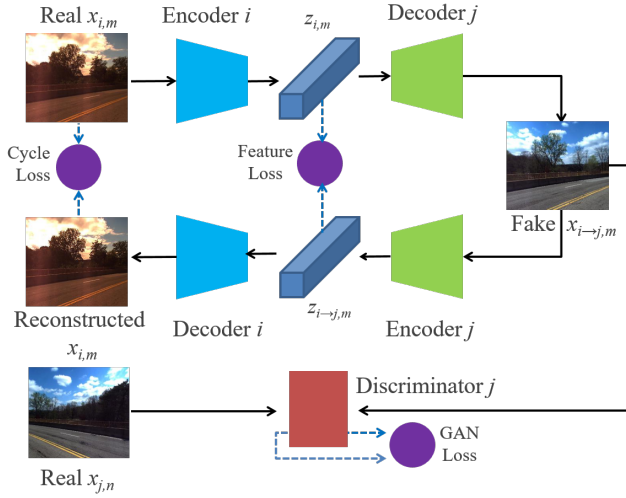 Real x_{i,m}
Encoder i
z_{i,m}
Decoder j
Cycle
Loss
Feature
Loss
Fake x_{i→j,m}
Reconstructed
x_{i,m}
Decoder i
z_{i→j,m}
Encoder j
Discriminator j
GAN
Loss
Real x_{j,n}